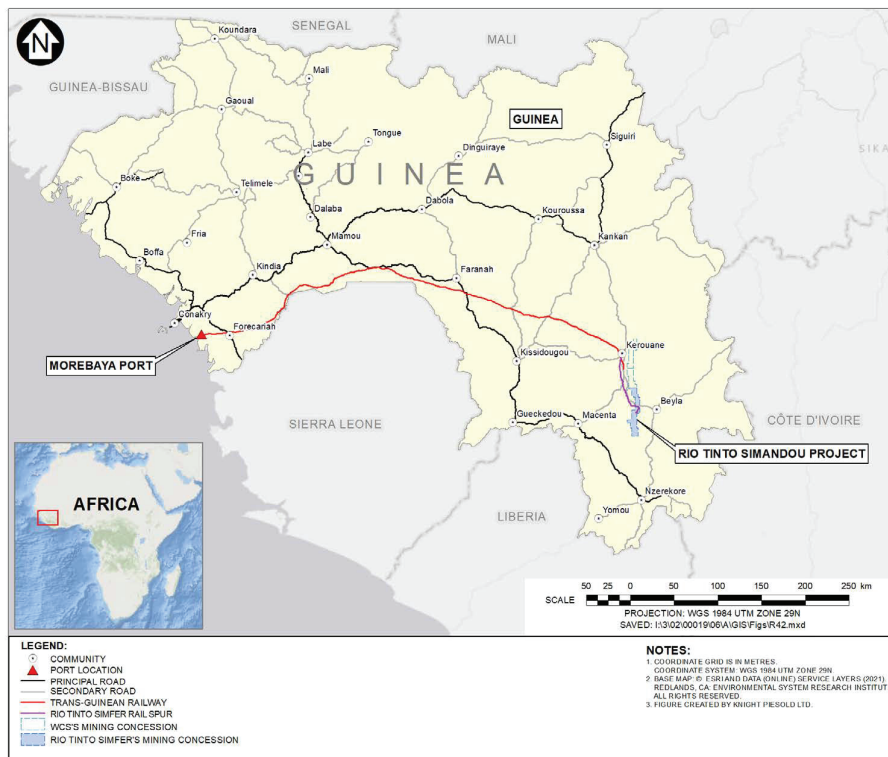 N
SENEGAL
MALI
GUINEA-BISSAU
Koundara
Mali
Gaoual
GUINEA
Tongue
Labe
Siguiri
Dinguiraye
GUINEA
Boke
Telimele
Dalaba
Dabola
Kouroussa
Fria
Mamou
Kankan
Boffa
Kindia
Faranah
Conakry
Forecariah
MOREBAYA PORT
Kerouane
Kissidougou
Beyla
Gueckedou
Macenta
CÔTE D'IVOIRE
SIERRA LEONE
RIO TINTO SIMANDOU PROJECT
AFRICA
Nzerekore
LIBERIA
Yomou
50 25 0 50 100 150 200 250 km
SCALE
PROJECTION: WGS 1984 UTM ZONE 29N
SAVED: I:\3\02\00019\06\A\GIS\Figs\R42.mxd
LEGEND:
COMMUNITY
PORT LOCATION
PRINCIPAL ROAD
SECONDARY ROAD
TRANS-GUINEAN RAILWAY
RIO TINTO SIMFER RAIL SPUR
WCS'S MINING CONCESSION
RIO TINTO SIMFER'S MINING CONCESSION
NOTES:
1. COORDINATE GRID IS IN METRES.
COORDINATE SYSTEM: WGS 1984 UTM ZONE 29N.
2. BASE MAP: © ESRI AND DATA (ONLINE) SERVICE LAYERS (2021).
REDLANDS, CA: ENVIRONMENTAL SYSTEM RESEARCH INSTITUT
ALL RIGHTS RESERVED.
3. FIGURE CREATED BY KNIGHT PIESOLD LTD.